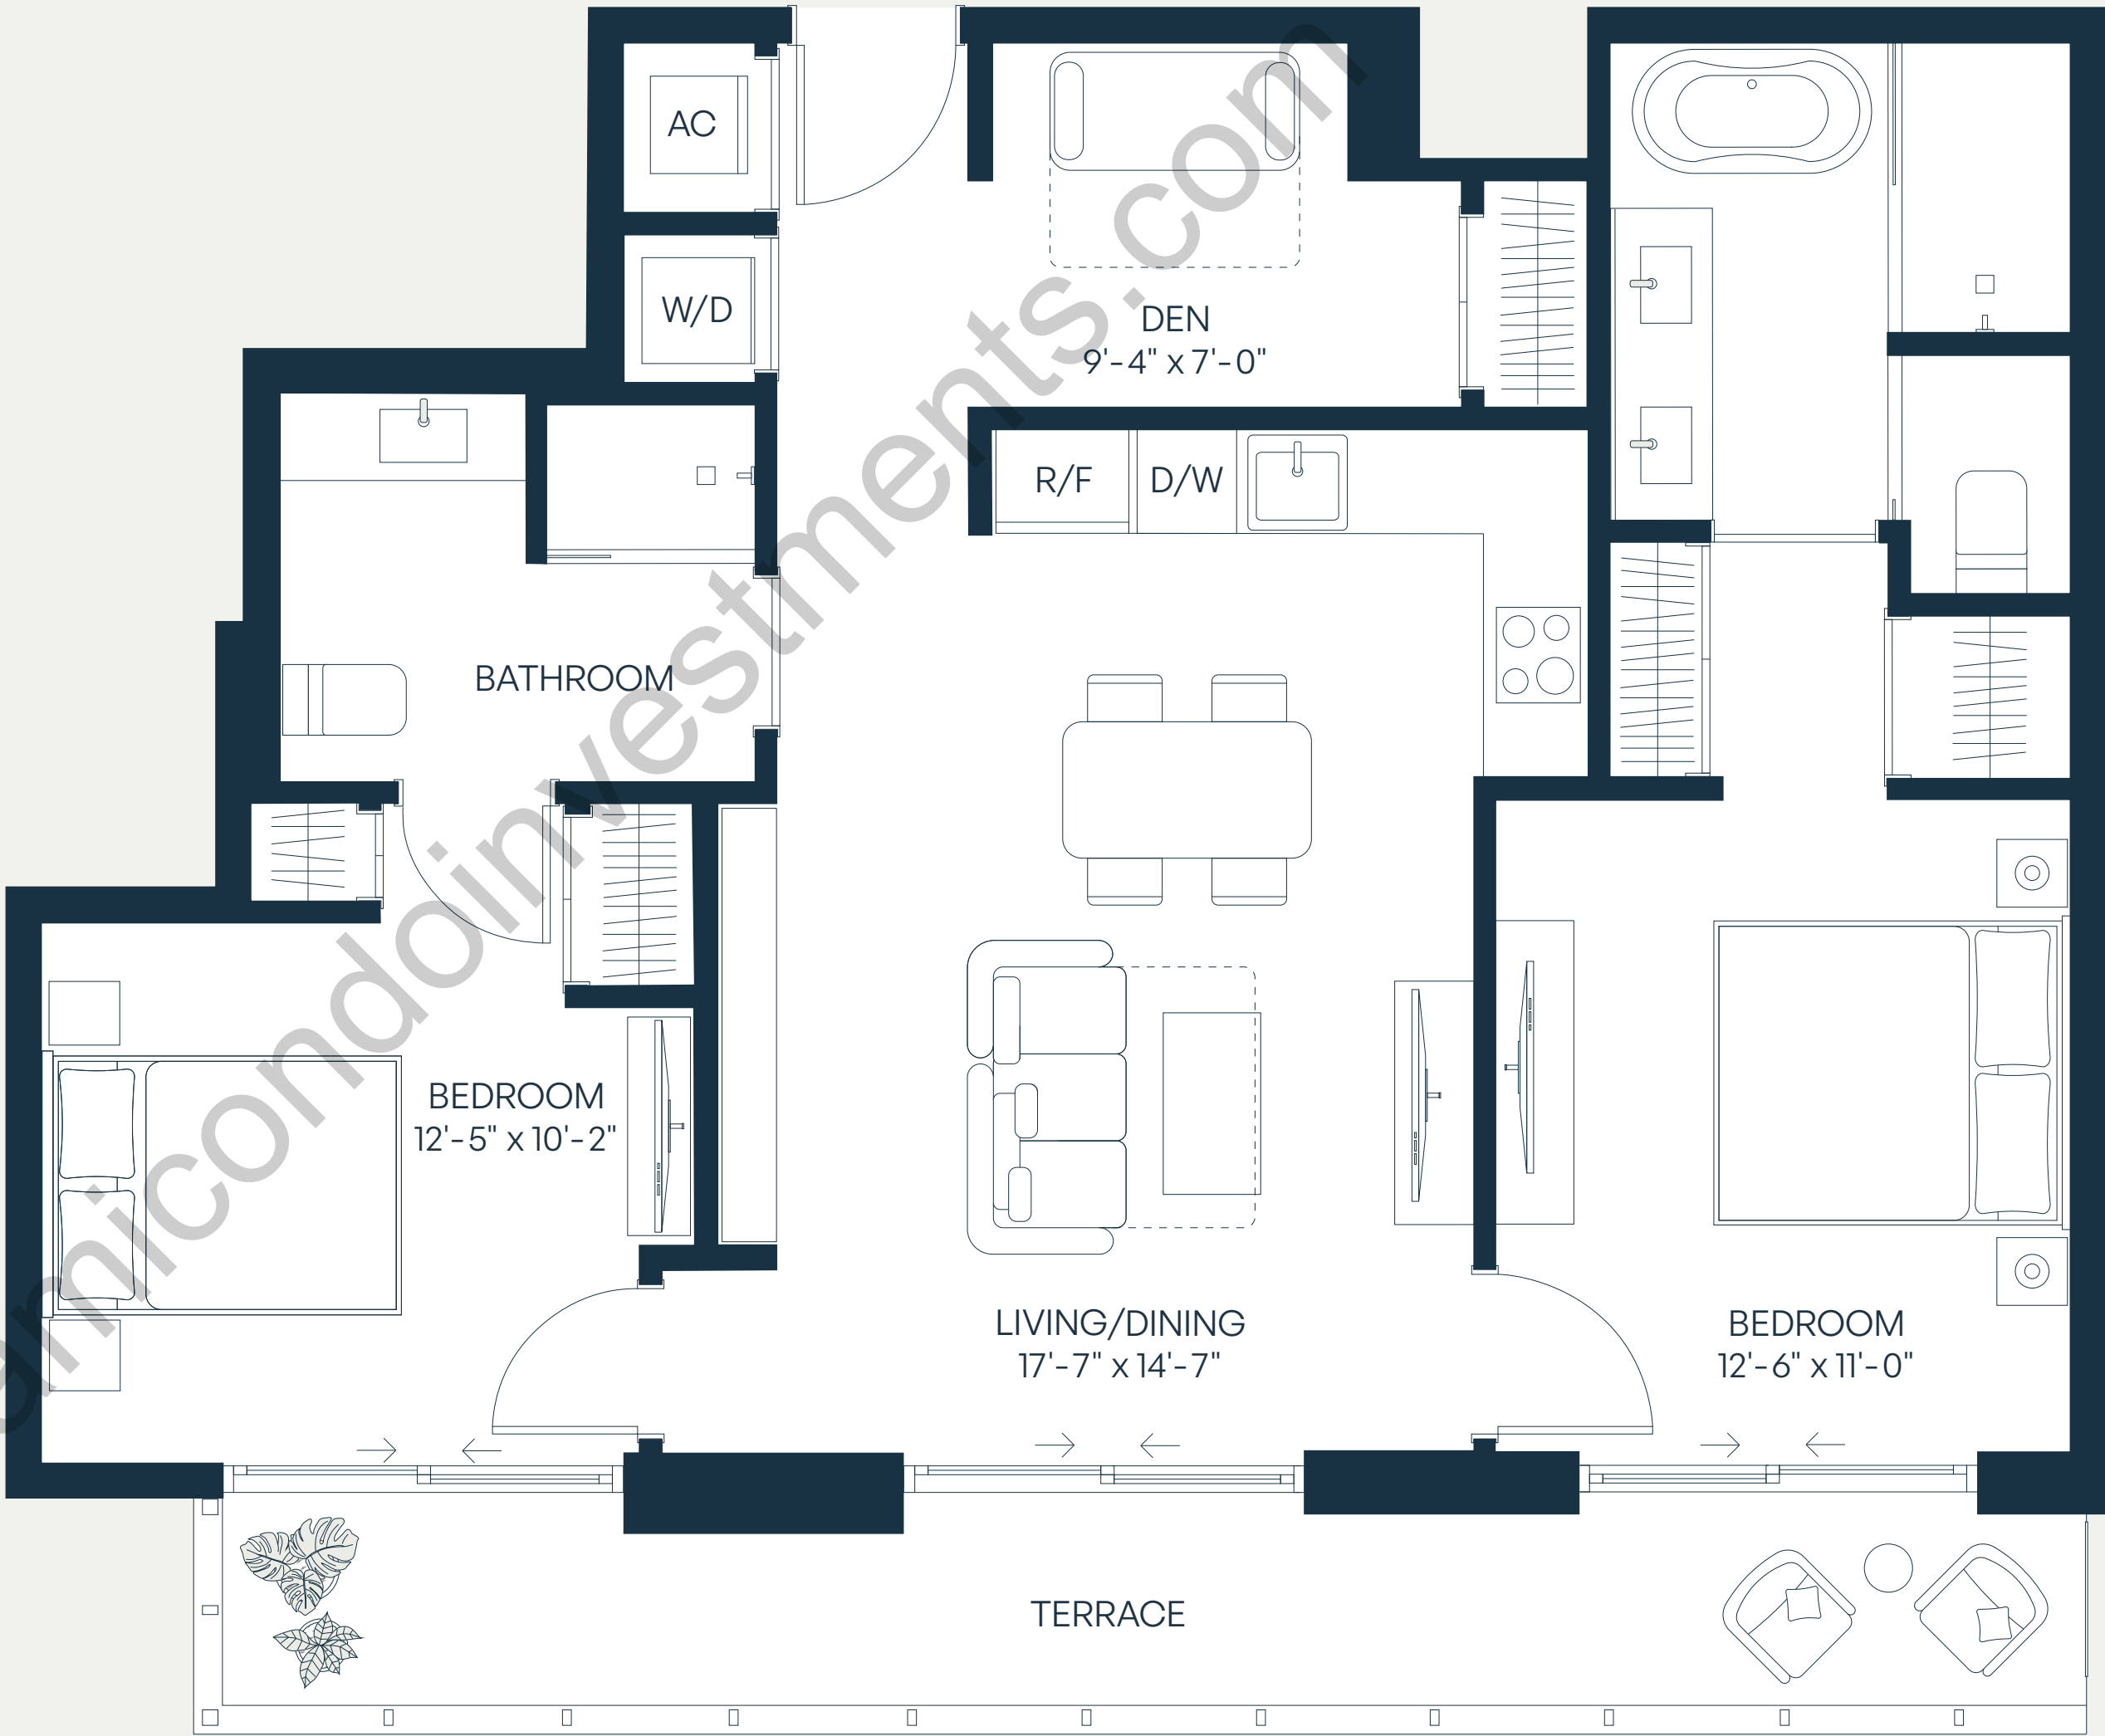 AC
W/D
DEN
9'-4" x 7'-0"
R/F
D/W
BATHROOM
BEDROOM
12'-5" x 10'-2"
LIVING/DINING
17'-7" x 14'-7"
BEDROOM
12'-6" x 11'-0"
TERRACE
amicondoinvestments.com